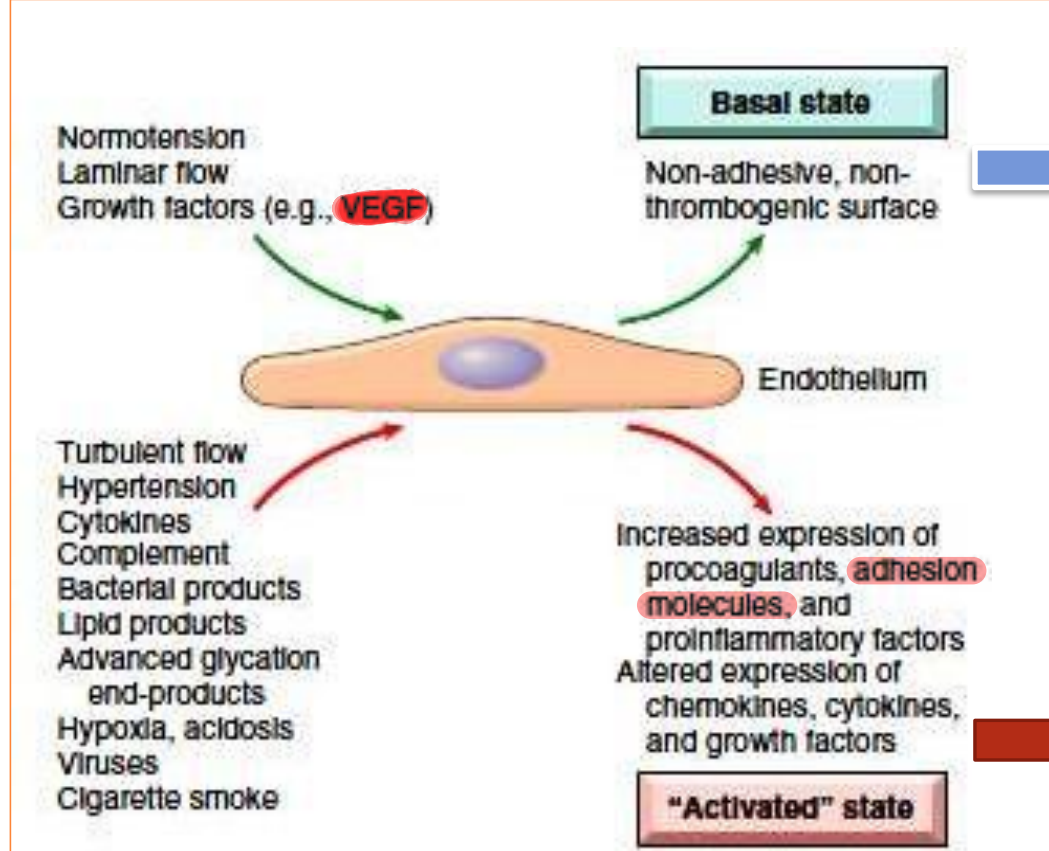 Basal state
Normotension
Laminar flow
Growth factors (e.g., VEGF)
Non-adhesive, non-
thrombogenic surface
Endothelium
Turbulent flow
Hypertension
Cytokines
Complement
Bacterial products
Lipid products
Advanced glycation
end-products
Hypoxia, acidosis
Viruses
Cigarette smoke
Increased expression of
procoagulants, adhesion
molecules, and
proinflammatory factors
Altered expression of
chemokines, cytokines,
and growth factors
"Activated" state